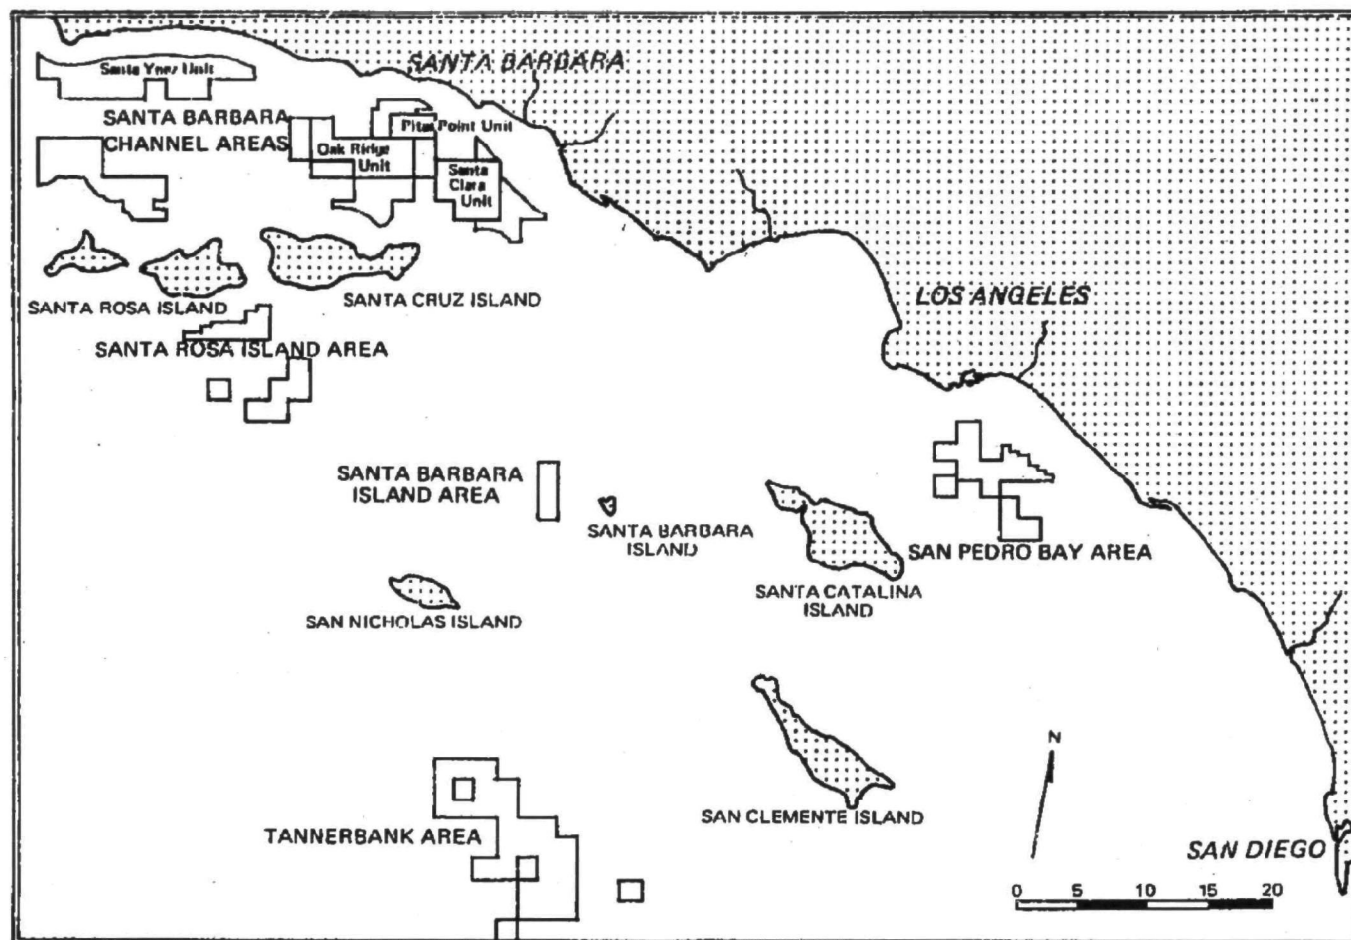 SANTA BARBARA
Santa Ynez Unit
SANTA BARBARA
CHANNEL AREAS
Pitas Point Unit
Oak Ridge
Unit
Santa
Clara
Unit
SANTA ROSA ISLAND
SANTA CRUZ ISLAND
LOS ANGELES
SANTA ROSA ISLAND AREA
SANTA BARBARA
ISLAND AREA
SANTA BARBARA
ISLAND
SAN PEDRO BAY AREA
SANTA CATALINA
ISLAND
SAN NICHOLAS ISLAND
N
SAN CLEMENTE ISLAND
TANNERBANK AREA
SAN DIEGO
0 5 10 15 20